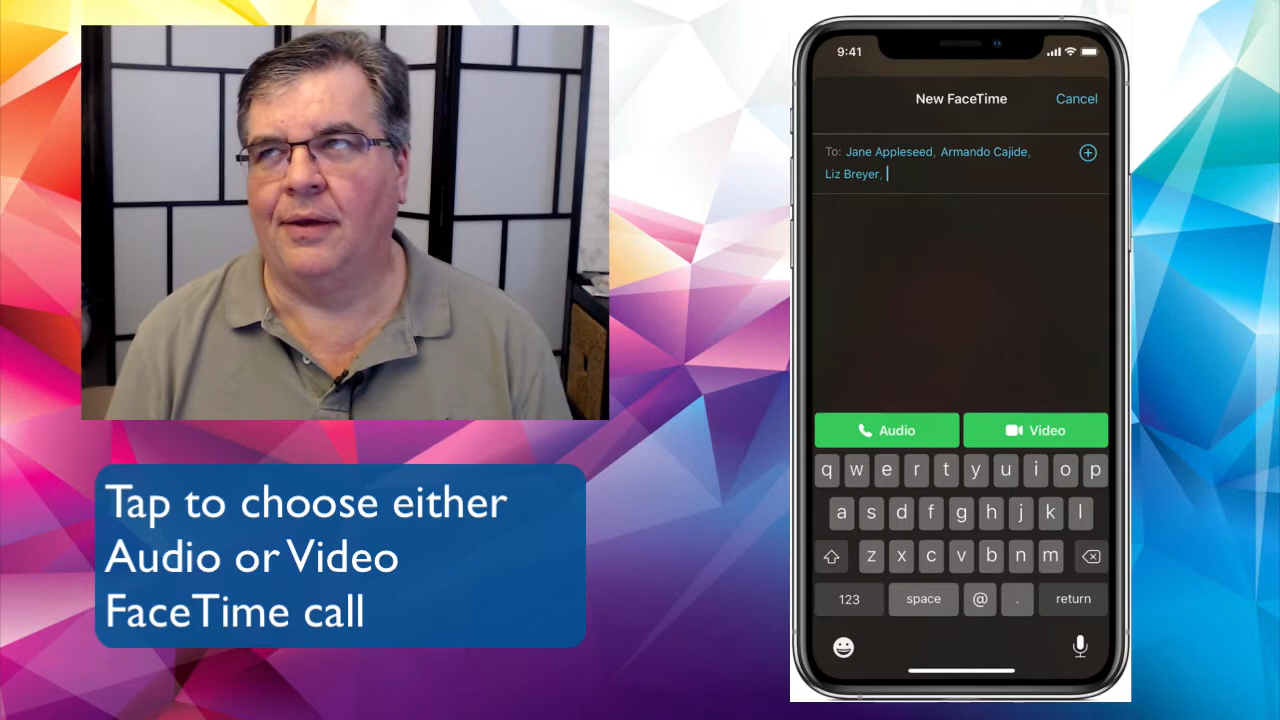 Tap to choose either
Audio or Video
FaceTime call
9:41
New FaceTime
Cancel
To: Jane Appleseed, Armando Cajide,
Liz Breyer,
Audio
Video
q w e r t y u i o p
a s d f g h j k l
z x c v b n m
123 space @ . return